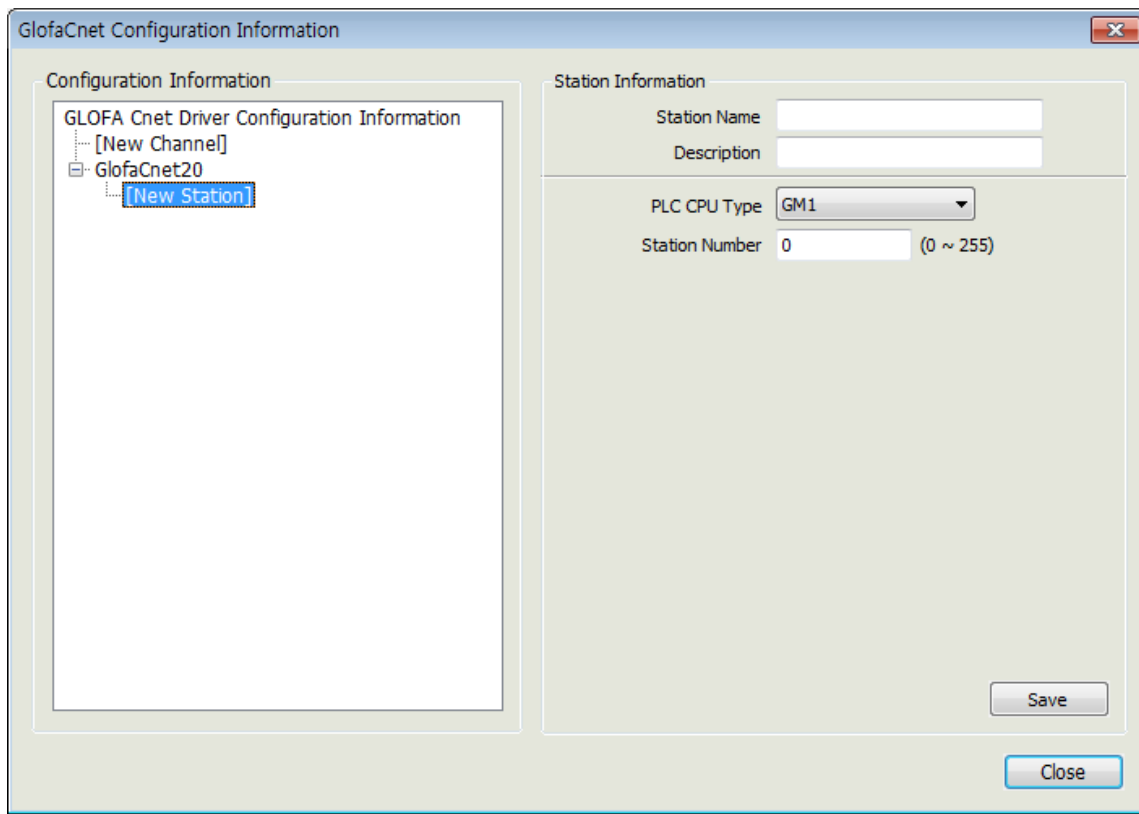 GlofaCnet Configuration Information
Configuration Information
GLOFA Cnet Driver Configuration Information
[New Channel]
GlofaCnet20
[New Station]
Station Information
Station Name
Description
PLC CPU Type GM1
Station Number 0 (0 ~ 255)
Save
Close